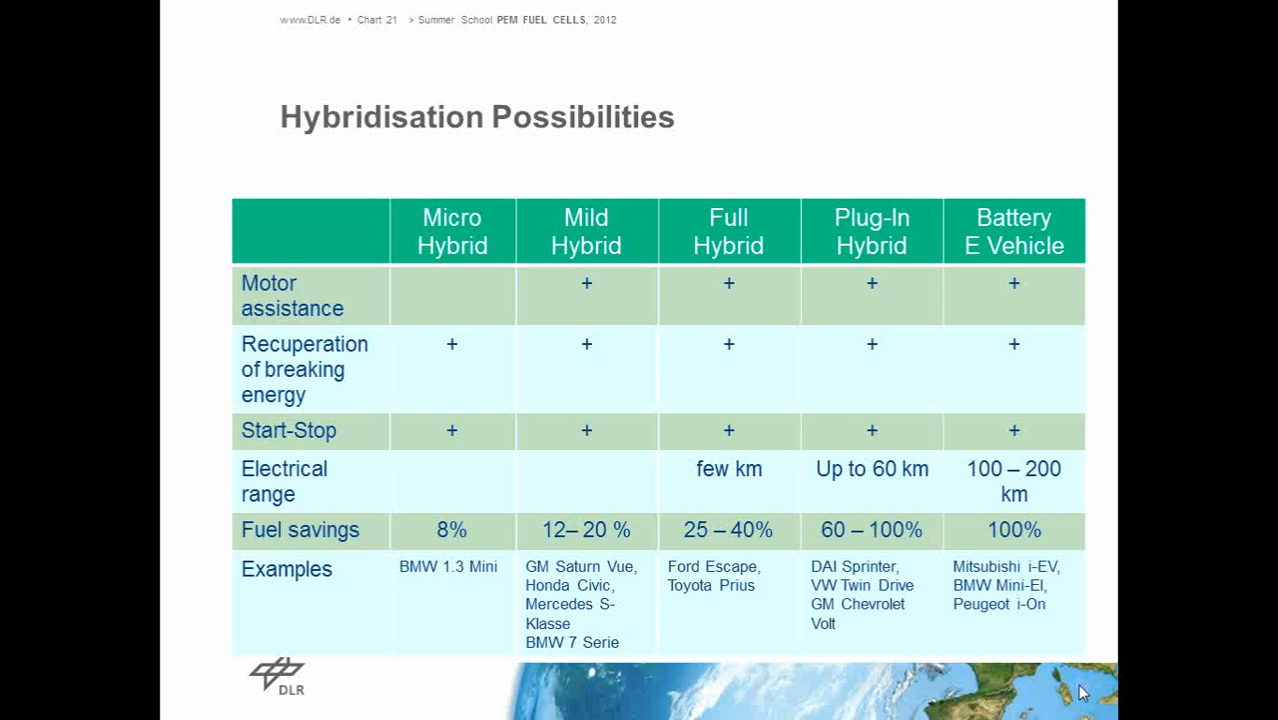 www.DLR.de • Chart 21 > Summer School PEM FUEL CELLS, 2012
Hybridisation Possibilities
Micro Hybrid
Mild Hybrid
Full Hybrid
Plug-In Hybrid
Battery E Vehicle
Motor assistance
+ + + +
Recuperation of breaking energy
+ + + + +
Start-Stop
+ + + + +
Electrical range
few km
Up to 60 km
100 – 200 km
Fuel savings
8%
12– 20 %
25 – 40%
60 – 100%
100%
Examples
BMW 1.3 Mini
GM Saturn Vue,
Honda Civic,
Mercedes S-
Klasse
BMW 7 Serie
Ford Escape,
Toyota Prius
DAI Sprinter,
VW Twin Drive
GM Chevrolet
Volt
Mitsubishi i-EV,
BMW Mini-El,
Peugeot i-On
DLR